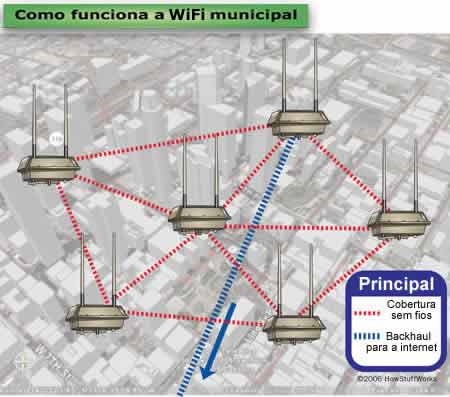 Como funciona a WiFi municipal
Principal
Cobertura
sem fios
Backhaul
para a internet
©2006 HowStuffWorks